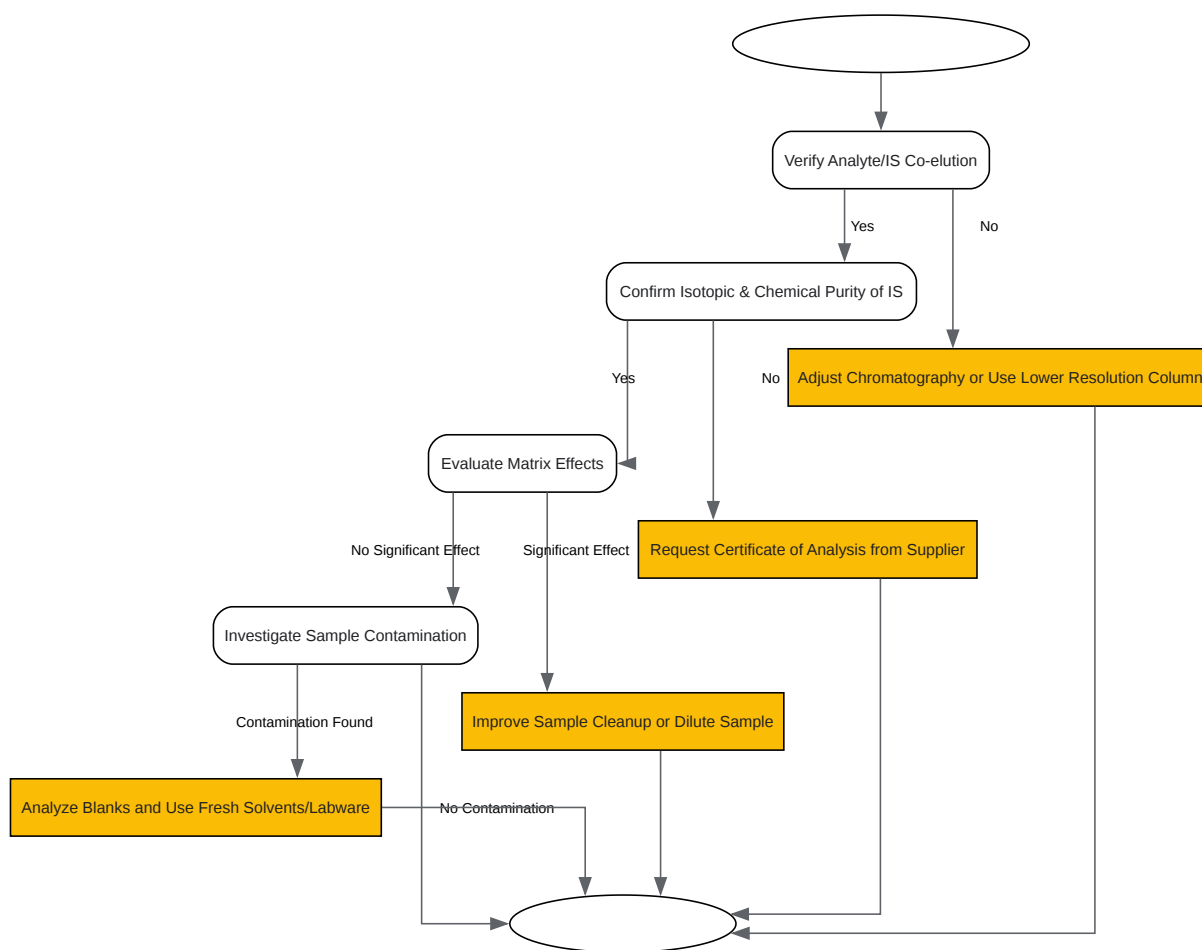 Verify Analyte/IS Co-elution
Yes
No
Confirm Isotopic & Chemical Purity of IS
Yes
No
Adjust Chromatography or Use Lower Resolution Column
Evaluate Matrix Effects
No Significant Effect
Significant Effect
Request Certificate of Analysis from Supplier
Investigate Sample Contamination
Contamination Found
Improve Sample Cleanup or Dilute Sample
Analyze Blanks and Use Fresh Solvents/Labware
No Contamination